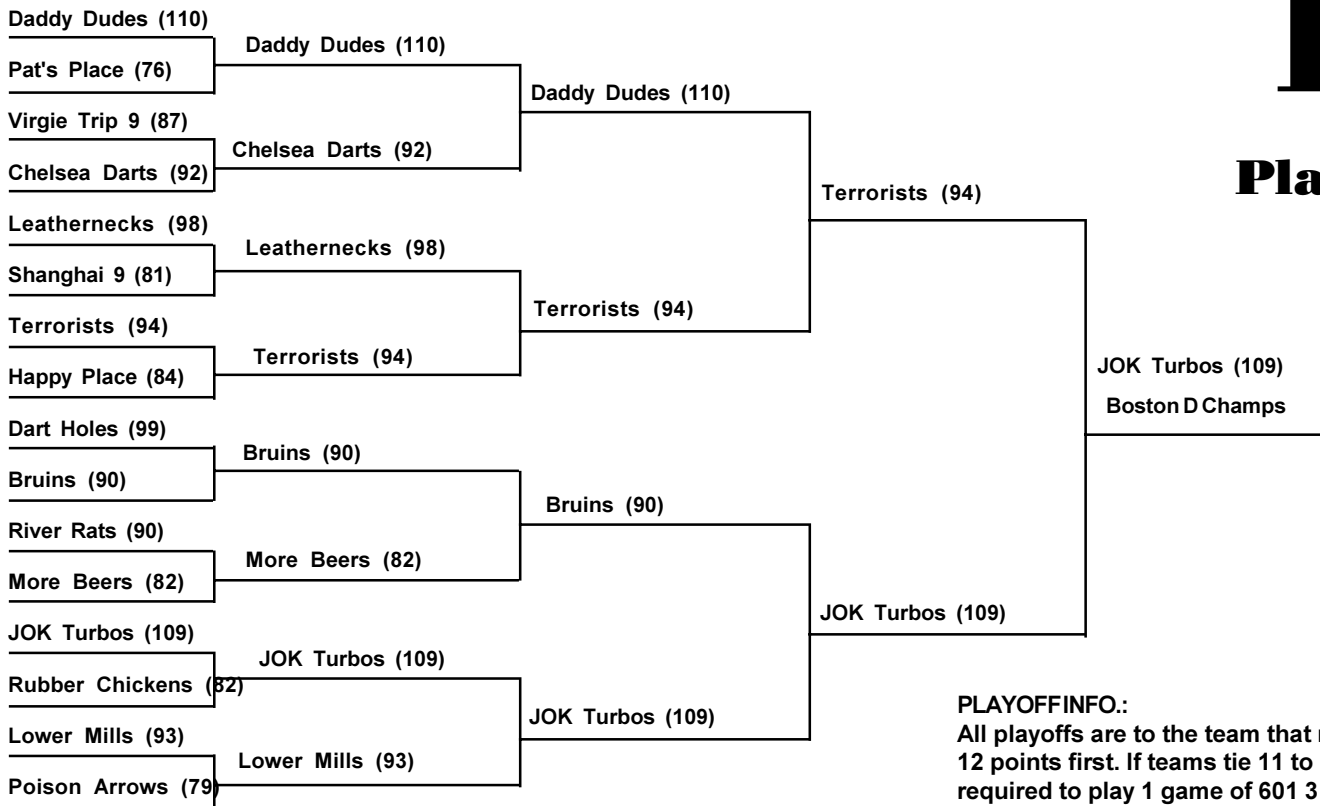 Daddy Dudes (110)
Pat's Place (76)
Virgie Trip 9 (87)
Chelsea Darts (92)
Leathernecks (98)
Shanghai 9 (81)
Terrorists (94)
Happy Place (84)
Dart Holes (99)
Bruins (90)
River Rats (90)
More Beers (82)
JOK Turbos (109)
Rubber Chickens (82)
Lower Mills (93)
Poison Arrows (79)
Daddy Dudes (110)
Chelsea Darts (92)
Leathernecks (98)
Terrorists (94)
Bruins (90)
More Beers (82)
JOK Turbos (109)
Lower Mills (93)
Daddy Dudes (110)
Terrorists (94)
Bruins (90)
JOK Turbos (109)
Terrorists (94)
JOK Turbos (109)
JOK Turbos (109)
Boston D Champs
Pla
PLAYOFF INFO.:
All playoffs are to the team that
12 points first. If teams tie 11 to
required to play 1 game of 601 3